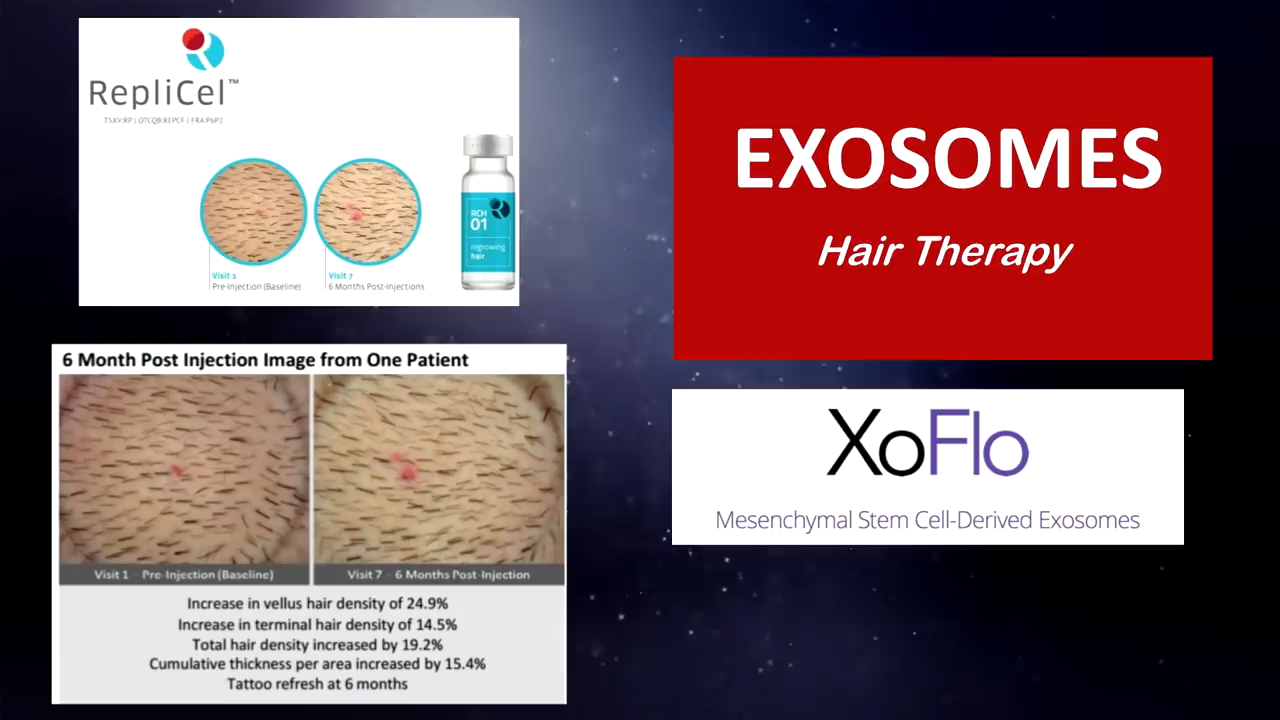 RepliCel™
TSXV:RP | OTCQB:REPCF | FRA:P6P2
RCH
01
regrowing
hair
Visit 1
Pre-Injection (Baseline)
Visit 7
6 Months Post-Injections
6 Month Post Injection Image from One Patient
Visit 1 – Pre-Injection (Baseline)
Visit 7 – 6 Months Post-Injection
Increase in vellus hair density of 24.9%
Increase in terminal hair density of 14.5%
Total hair density increased by 19.2%
Cumulative thickness per area increased by 15.4%
Tattoo refresh at 6 months
EXOSOMES
Hair Therapy
XoFlo
Mesenchymal Stem Cell-Derived Exosomes